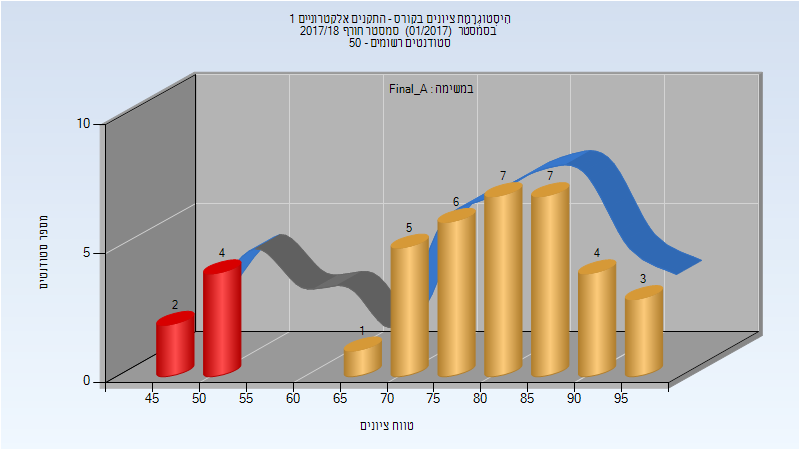 היסטוגרמת ציונים בקורס - התקנים אלקטרוניים 1
בסמסטר (01/2017) סמסטר חורף 2017/18
סטודנטים רשומים - 50
במשימה : Final_A
מספר סטודנטים
10
5
0
2
4
1
5
6
7
7
4
3
45 50 55 60 65 70 75 80 85 90 95
טווח ציונים